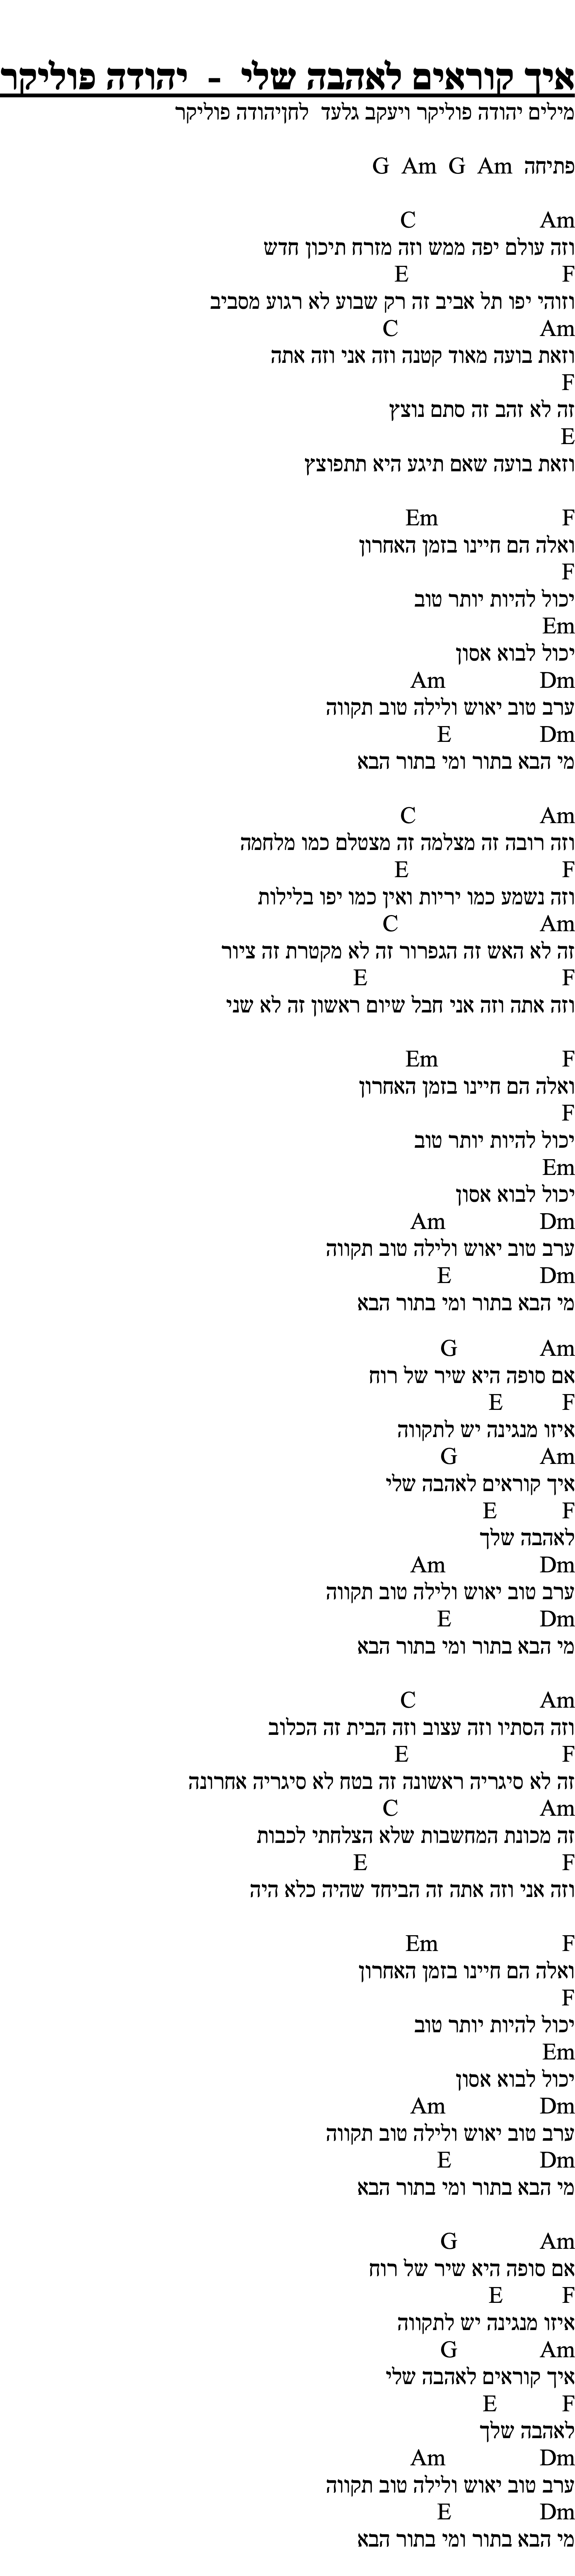 איך קוראים לאהבה שלי - יהודה פוליקר
מילים יהודה פוליקר ויעקב גלעד לחןיהודה פוליקר
פתיחה G Am G Am
Am C
וזה עולם יפה ממש וזה מזרח תיכון חדש
F E
וזוהי יפו תל אביב זה רק שבוע לא רגוע מסביב
Am C
וזאת בועה מאוד קטנה וזה אני וזה אתה
F
זה לא זהב זה סתם נוצץ
E
וזאת בועה שאם תיגע היא תתפוצץ
F Em
ואלה הם חיינו בזמן האחרון
F
יכול להיות יותר טוב
Em
יכול לבוא אסון
Dm Am
ערב טוב יאוש ולילה טוב תקווה
Dm E
מי הבא בתור ומי בתור הבא
Am C
וזה רובה זה מצלמה זה מצטלם כמו מלחמה
F E
וזה נשמע כמו יריות ואין כמו יפו בלילות
Am C
זה לא האש זה הגפרור זה לא מקטרת זה ציור
F E
וזה אתה וזה אני חבל שיום ראשון זה לא שני
F Em
ואלה הם חיינו בזמן האחרון
F
יכול להיות יותר טוב
Em
יכול לבוא אסון
Dm Am
ערב טוב יאוש ולילה טוב תקווה
Dm E
מי הבא בתור ומי בתור הבא
Am G
אם סופה היא שיר של רוח
F E
איזו מנגינה יש לתקווה
Am G
איך קוראים לאהבה שלי
F E
לאהבה שלך
Dm Am
ערב טוב יאוש ולילה טוב תקווה
Dm E
מי הבא בתור ומי בתור הבא
Am C
וזה הסתיו וזה עצוב וזה הבית זה הכלוב
F E
זה לא סיגריה ראשונה זה בטח לא סיגריה אחרונה
Am C
זה מכונת המחשבות שלא הצלחתי לכבות
F E
וזה אני וזה אתה זה הביחד שהיה כלא היה
F Em
ואלה הם חיינו בזמן האחרון
F
יכול להיות יותר טוב
Em
יכול לבוא אסון
Dm Am
ערב טוב יאוש ולילה טוב תקווה
Dm E
מי הבא בתור ומי בתור הבא
Am G
אם סופה היא שיר של רוח
F E
איזו מנגינה יש לתקווה
Am G
איך קוראים לאהבה שלי
F E
לאהבה שלך
Dm Am
ערב טוב יאוש ולילה טוב תקווה
Dm E
מי הבא בתור ומי בתור הבא